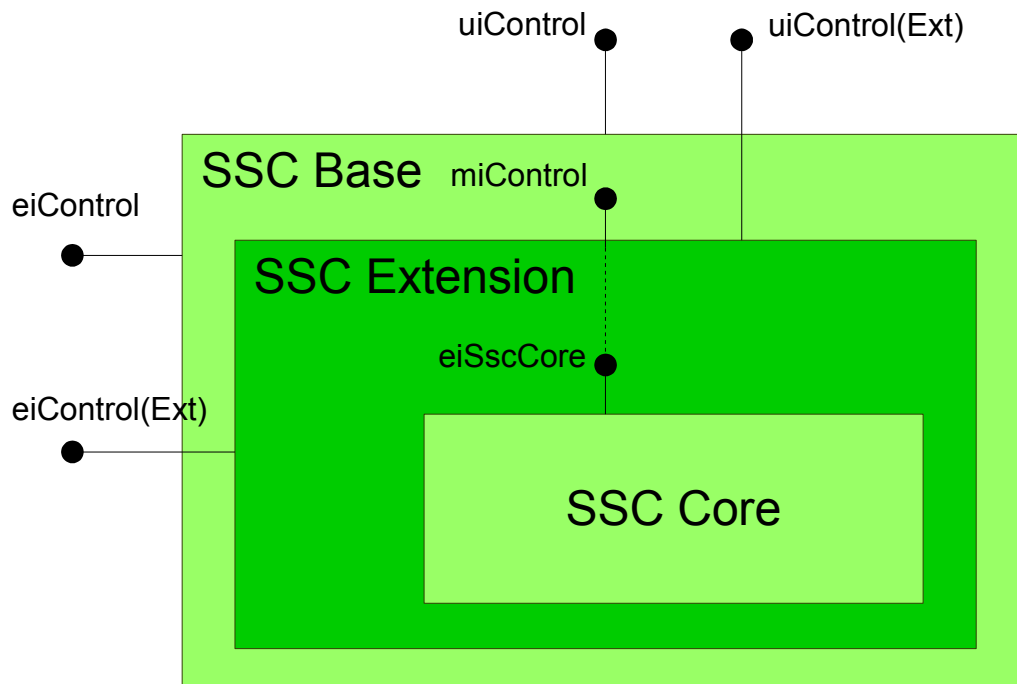 uiControl
uiControl(Ext)
SSC Base
miControl
eiControl
SSC Extension
eiSscCore
eiControl(Ext)
SSC Core